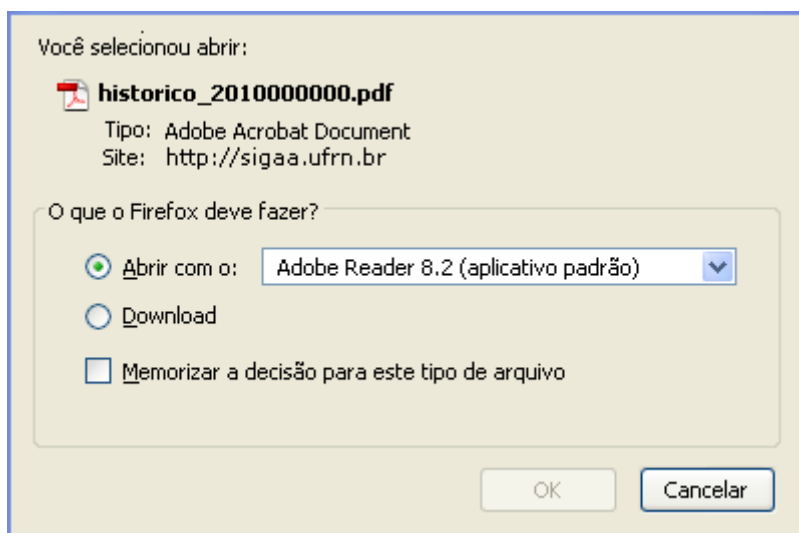 Você selecionou abrir:
historico_2010000000.pdf
Tipo: Adobe Acrobat Document
Site: http://sigaa.ufrn.br
O que o Firefox deve fazer?
Abrir com o: Adobe Reader 8.2 (aplicativo padrão)
Download
Memorizar a decisão para este tipo de arquivo
OK Cancelar